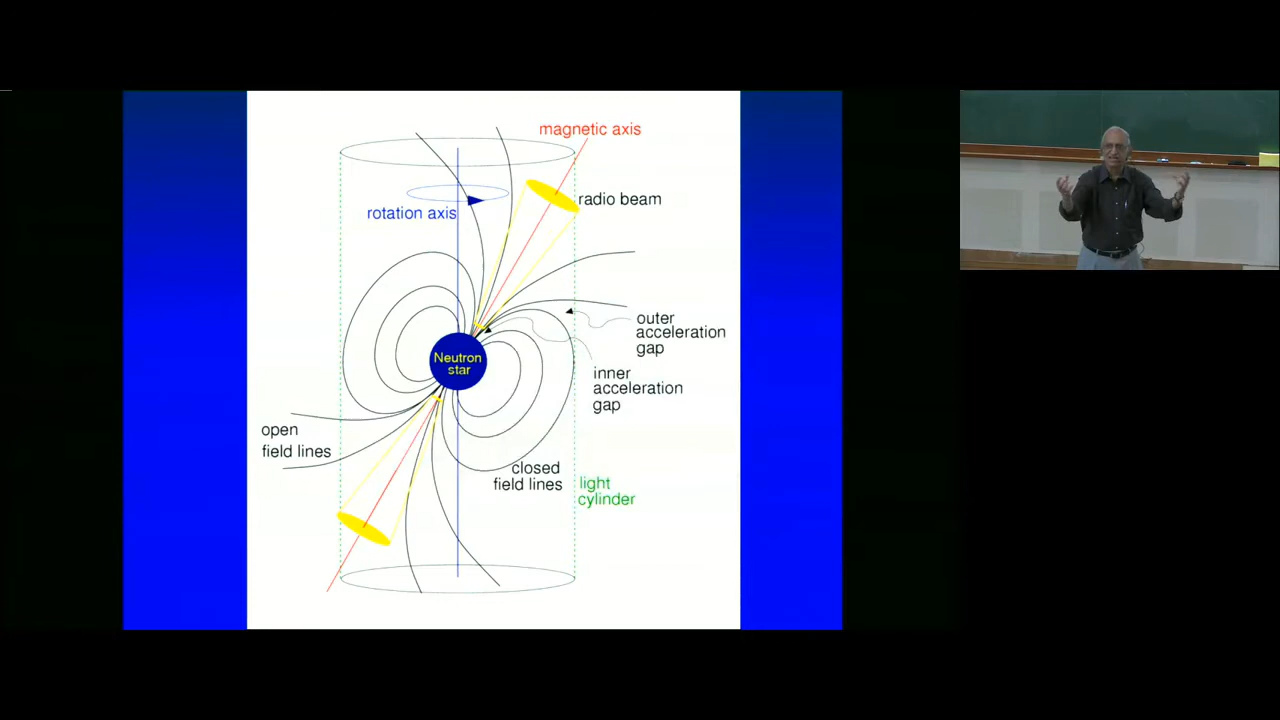 magnetic axis
radio beam
rotation axis
outer
acceleration
gap
Neutron
star
inner
acceleration
gap
open
field lines
closed
field lines
light
cylinder